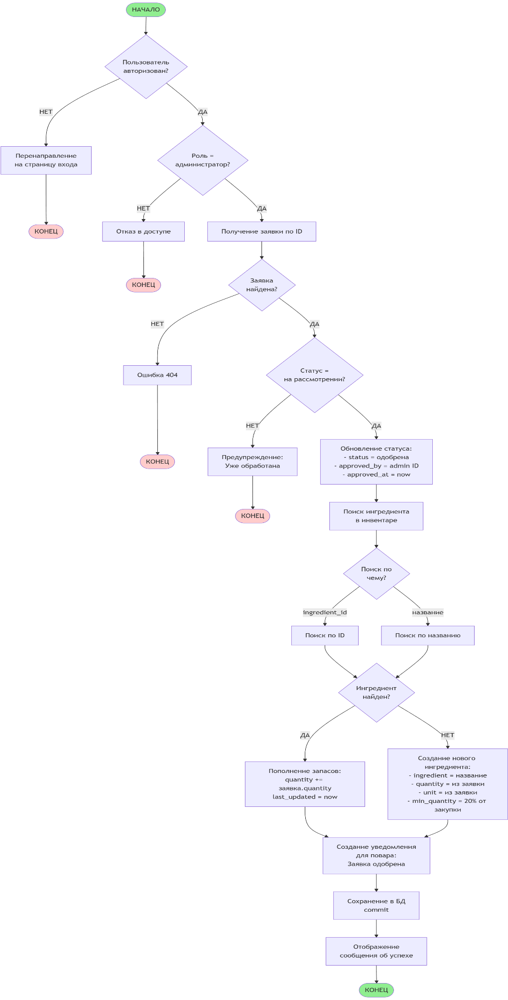 НАЧАЛО
Пользователь
авторизован?
НЕТ
ДА
Перенаправление
на страницу входа
Роль =
администратор?
НЕТ
ДА
КОНЕЦ
Отказ в доступе
Получение заявки по ID
КОНЕЦ
Заявка
найдена?
НЕТ
ДА
Ошибка 404
Статус =
на рассмотрении?
НЕТ
ДА
КОНЕЦ
Предупреждение:
Уже обработана
Обновление статуса:
- status = одобрена
- approved_by = admin ID
- approved_at = now
КОНЕЦ
Поиск ингредиента
в инвентаре
Поиск по
чему?
ingredient_id
название
Поиск по ID
Поиск по названию
Ингредиент
найден?
ДА
НЕТ
Пополнение запасов:
quantity +=
заявка.quantity
last_updated = now
Создание нового
ингредиента:
- ingredient = название
- quantity = из заявки
- unit = из заявки
- min_quantity = 20% от
закупки
Создание уведомления
для повара:
Заявка одобрена
Сохранение в БД
commit
Отображение
сообщения об успехе
КОНЕЦ